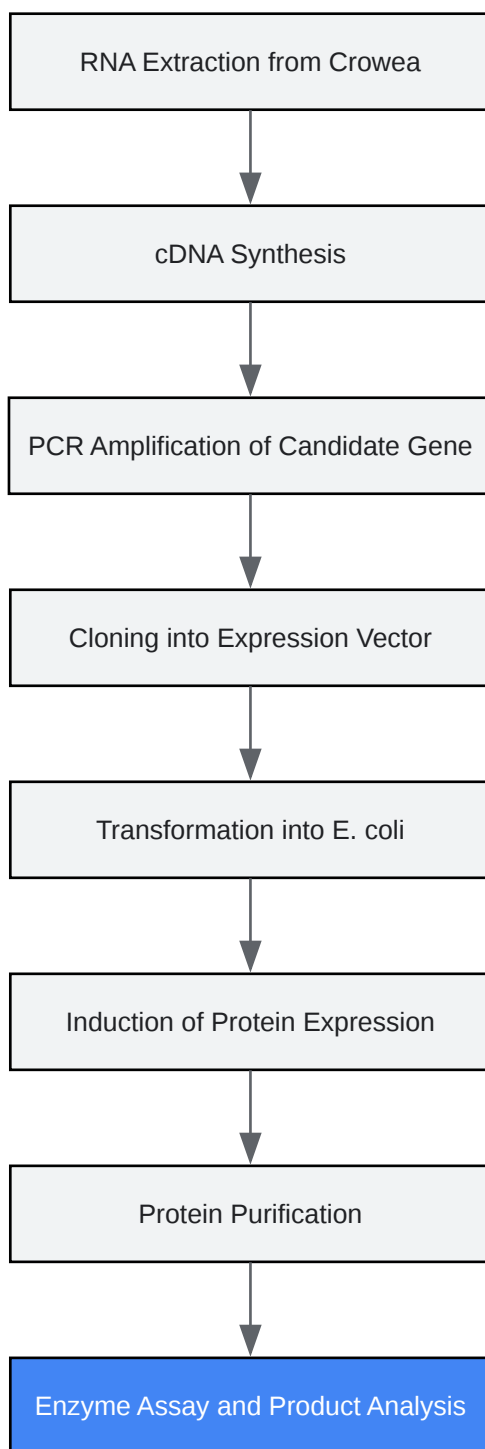 RNA Extraction from Crowea
cDNA Synthesis
PCR Amplification of Candidate Gene
Cloning into Expression Vector
Transformation into E. coli
Induction of Protein Expression
Protein Purification
Enzyme Assay and Product Analysis